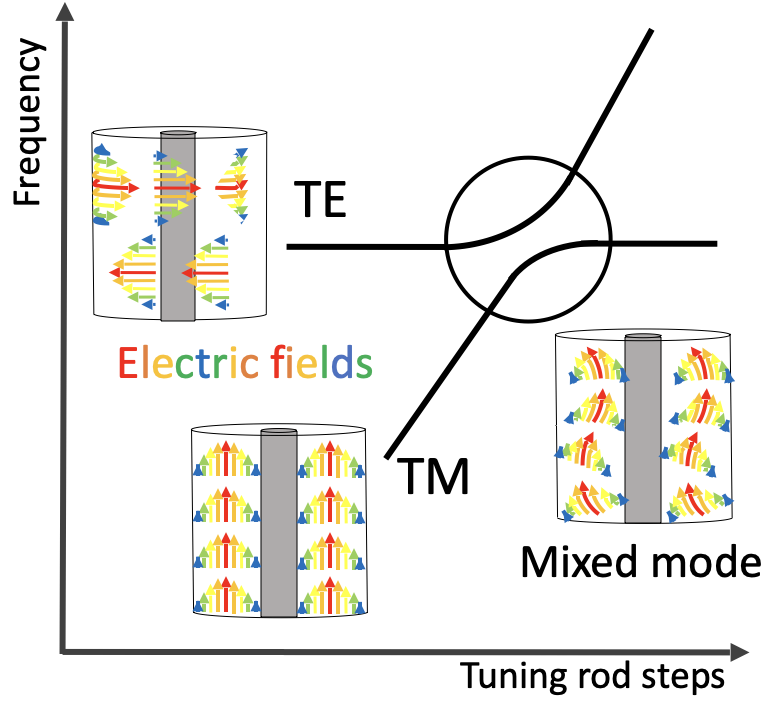 Frequency
TE
Electric fields
TM
Mixed mode
Tuning rod steps